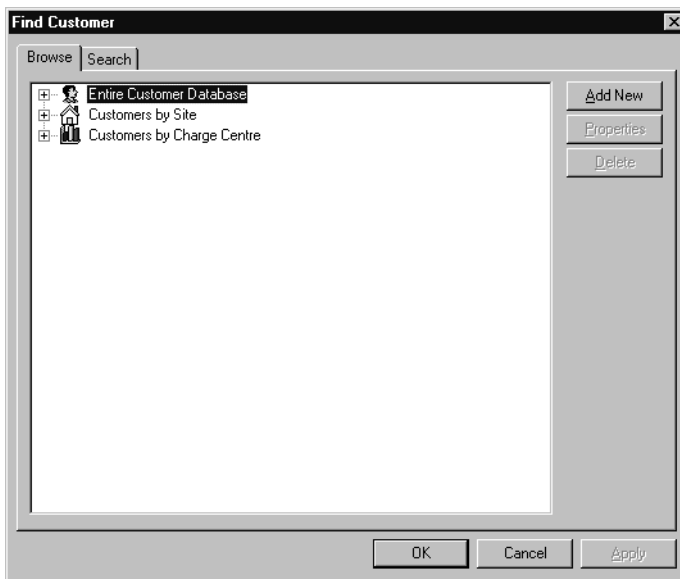 Find Customer
Browse Search
Entire Customer Database
Customers by Site
Customers by Charge Centre
Add New
Properties
Delete
OK Cancel Apply